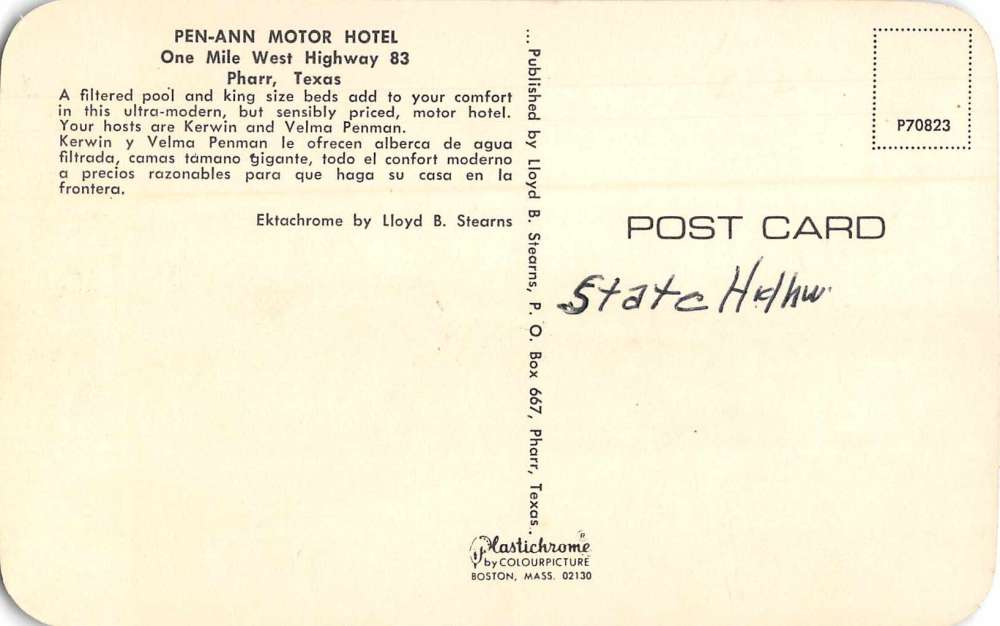 PEN-ANN MOTOR HOTEL
One Mile West Highway 83
Pharr, Texas
A filtered pool and king size beds add to your comfort
in this ultra-modern, but sensibly priced, motor hotel.
Your hosts are Kerwin and Velma Penman.
Kerwin y Velma Penman le ofrecen alberca de agua
filtrada, camas tamano gigante, todo el confort moderno
a precios razonables para que haga su casa en la
frontera.
Ektachrome by Lloyd B. Stearns
... Published by Lloyd B. Stearns, P. O. Box 667, Pharr, Texas..
P70823
POST CARD
State
Plastichrome®
by COLOURPICTURE
BOSTON, MASS. 02130